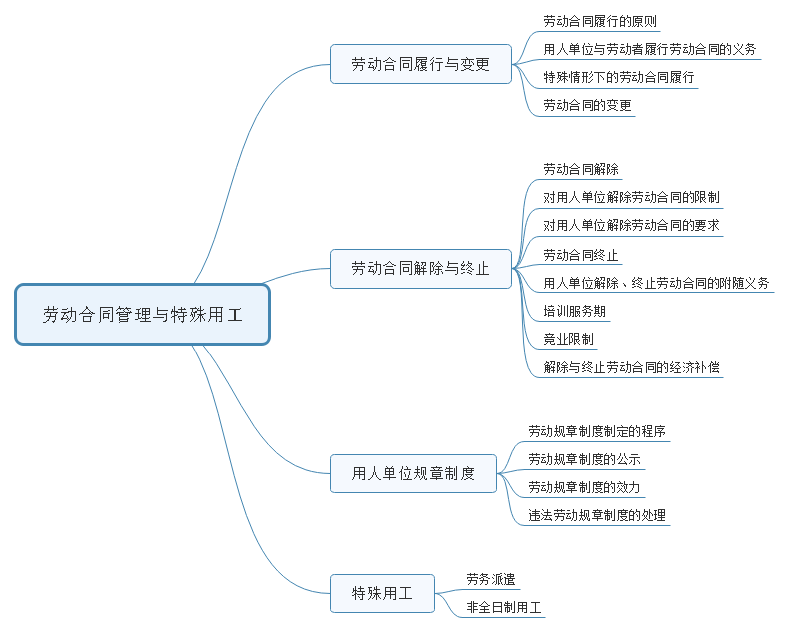 劳动合同管理与特殊用工
劳动合同履行与变更
劳动合同履行的原则
用人单位与劳动者履行劳动合同的义务
特殊情形下的劳动合同履行
劳动合同的变更
劳动合同解除与终止
劳动合同解除
对用人单位解除劳动合同的限制
对用人单位解除劳动合同的要求
劳动合同终止
用人单位解除、终止劳动合同的附随义务
培训服务期
竞业限制
解除与终止劳动合同的经济补偿
用人单位规章制度
劳动规章制度制定的程序
劳动规章制度的公示
劳动规章制度的效力
违法劳动规章制度的处理
特殊用工
劳务派遣
非全日制用工